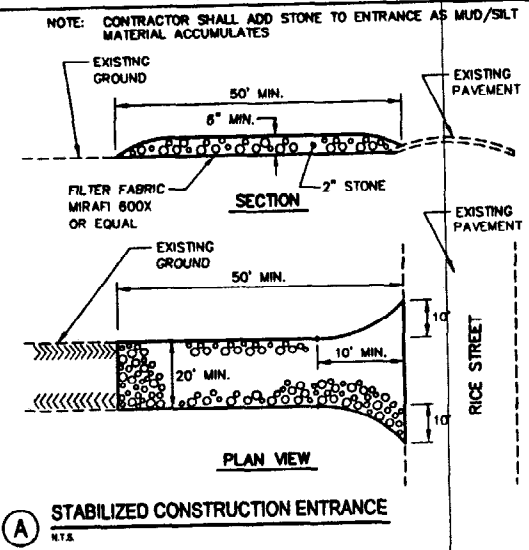 NOTE: CONTRACTOR SHALL ADD STONE TO ENTRANCE AS MUD/SILT
MATERIAL ACCUMULATES
EXISTING
GROUND
50' MIN.
EXISTING
PAVEMENT
6" MIN.
FILTER FABRIC
MIRAFI 600X
OR EQUAL
2" STONE
SECTION
EXISTING
PAVEMENT
EXISTING
GROUND
50' MIN.
10'
10' MIN.
20' MIN.
RICE STREET
10'
PLAN VIEW
A STABILIZED CONSTRUCTION ENTRANCE
N.T.S.